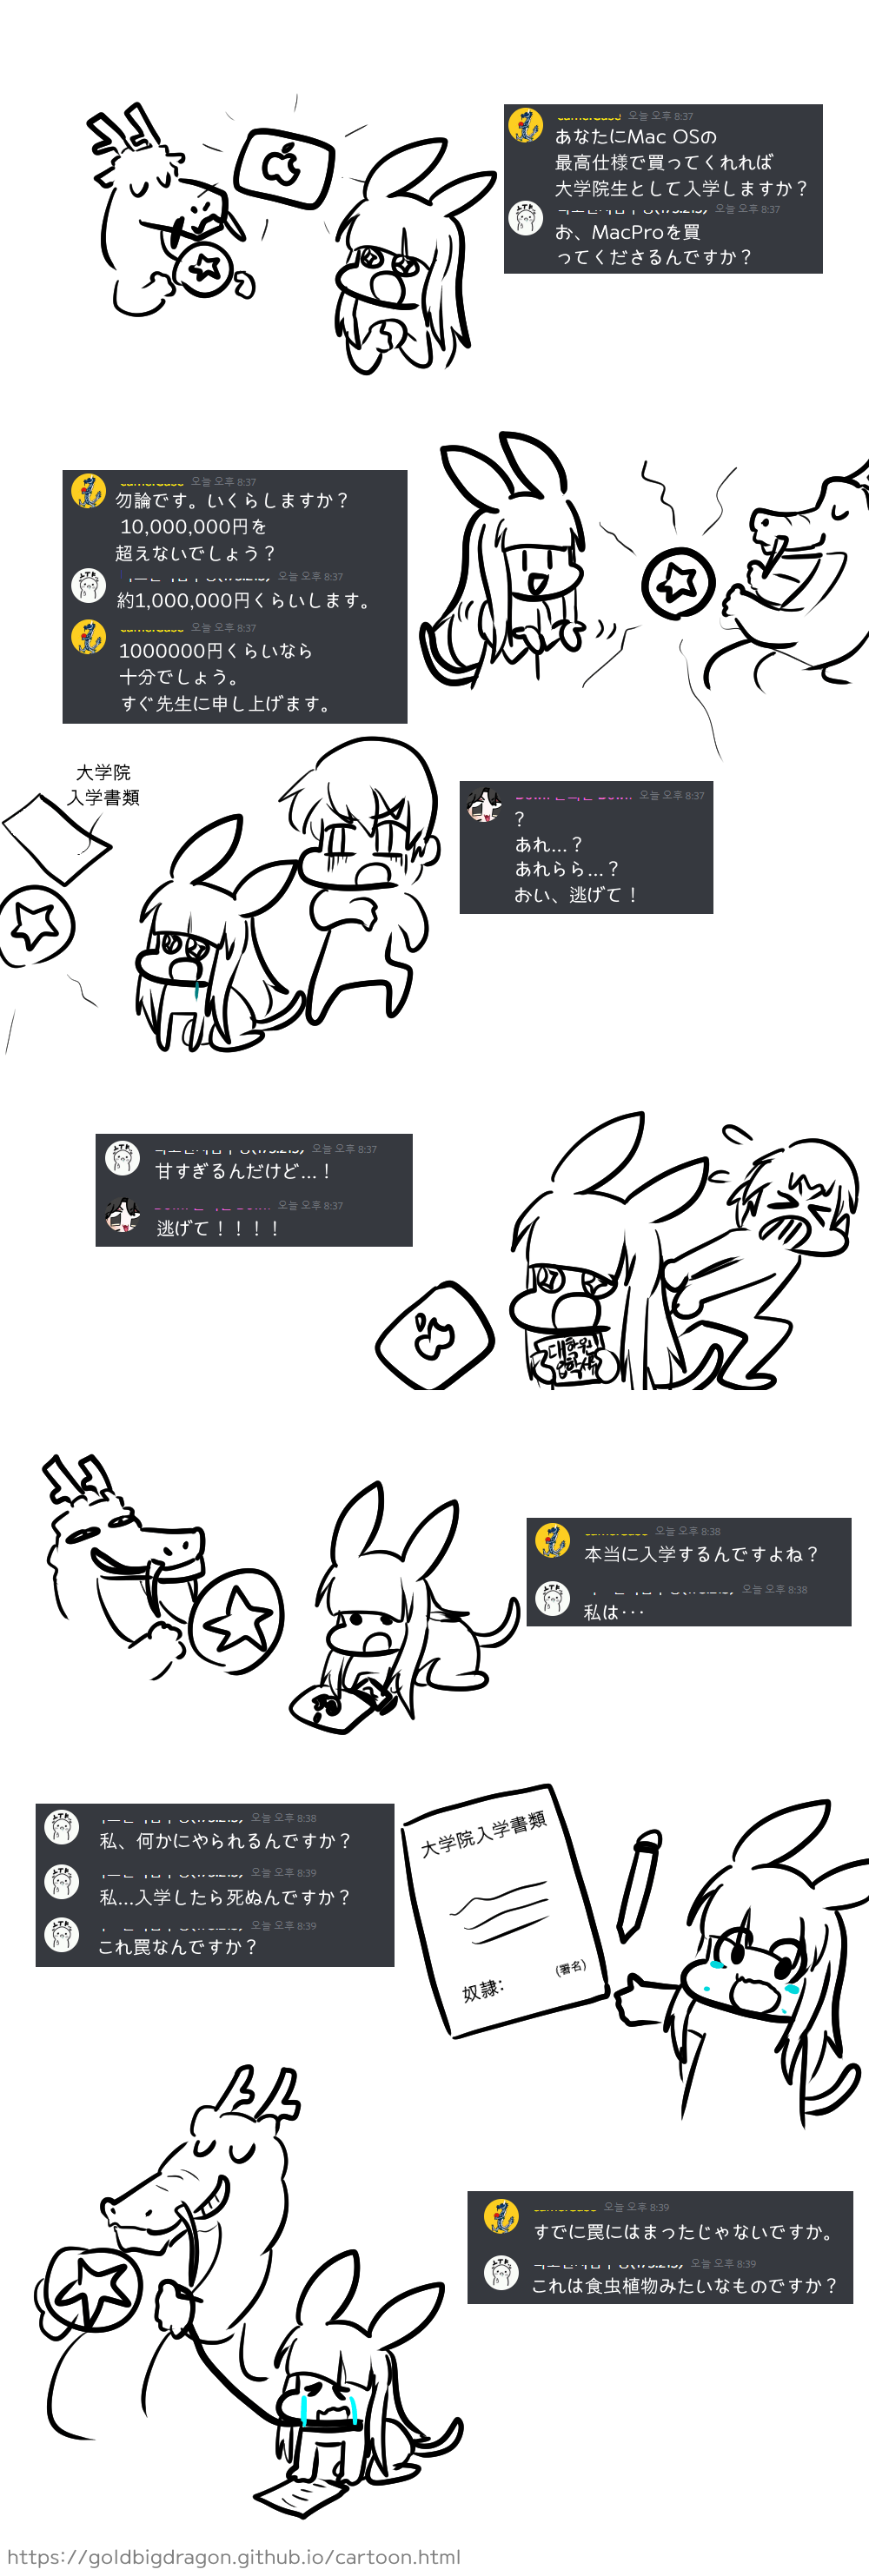 오늘 오후 8:37
あなたにMac OSの
最高仕様で買ってくれれば
大学院生として入学しますか？
오늘 오후 8:37
お、MacProを買
ってくださるんですか？
오늘 오후 8:37
勿論です。いくらしますか？
10,000,000円を
超えないでしょう？
오늘 오후 8:37
約1,000,000円くらいします。
오늘 오후 8:37
1000000円くらいなら
十分でしょう。
すぐ先生に申し上げます。
大学院
入学書類
오늘 오후 8:37
?
あれ...？
あれらら...？
おい、逃げて！
오늘 오후 8:37
甘すぎるんだけど...！
오늘 오후 8:37
逃げて！！！！
대학원
입학생
오늘 오후 8:38
本当に入学するんですよね？
오늘 오후 8:38
私は･･･
오늘 오후 8:38
私、何かにやられるんですか？
오늘 오후 8:39
私...入学したら死ぬんですか？
오늘 오후 8:39
これ罠なんですか？
大学院入学書類
奴隷:
(署名)
오늘 오후 8:39
すでに罠にはまったじゃないですか。
오늘 오후 8:39
これは食虫植物みたいなものですか？
https://goldbigdragon.github.io/cartoon.html